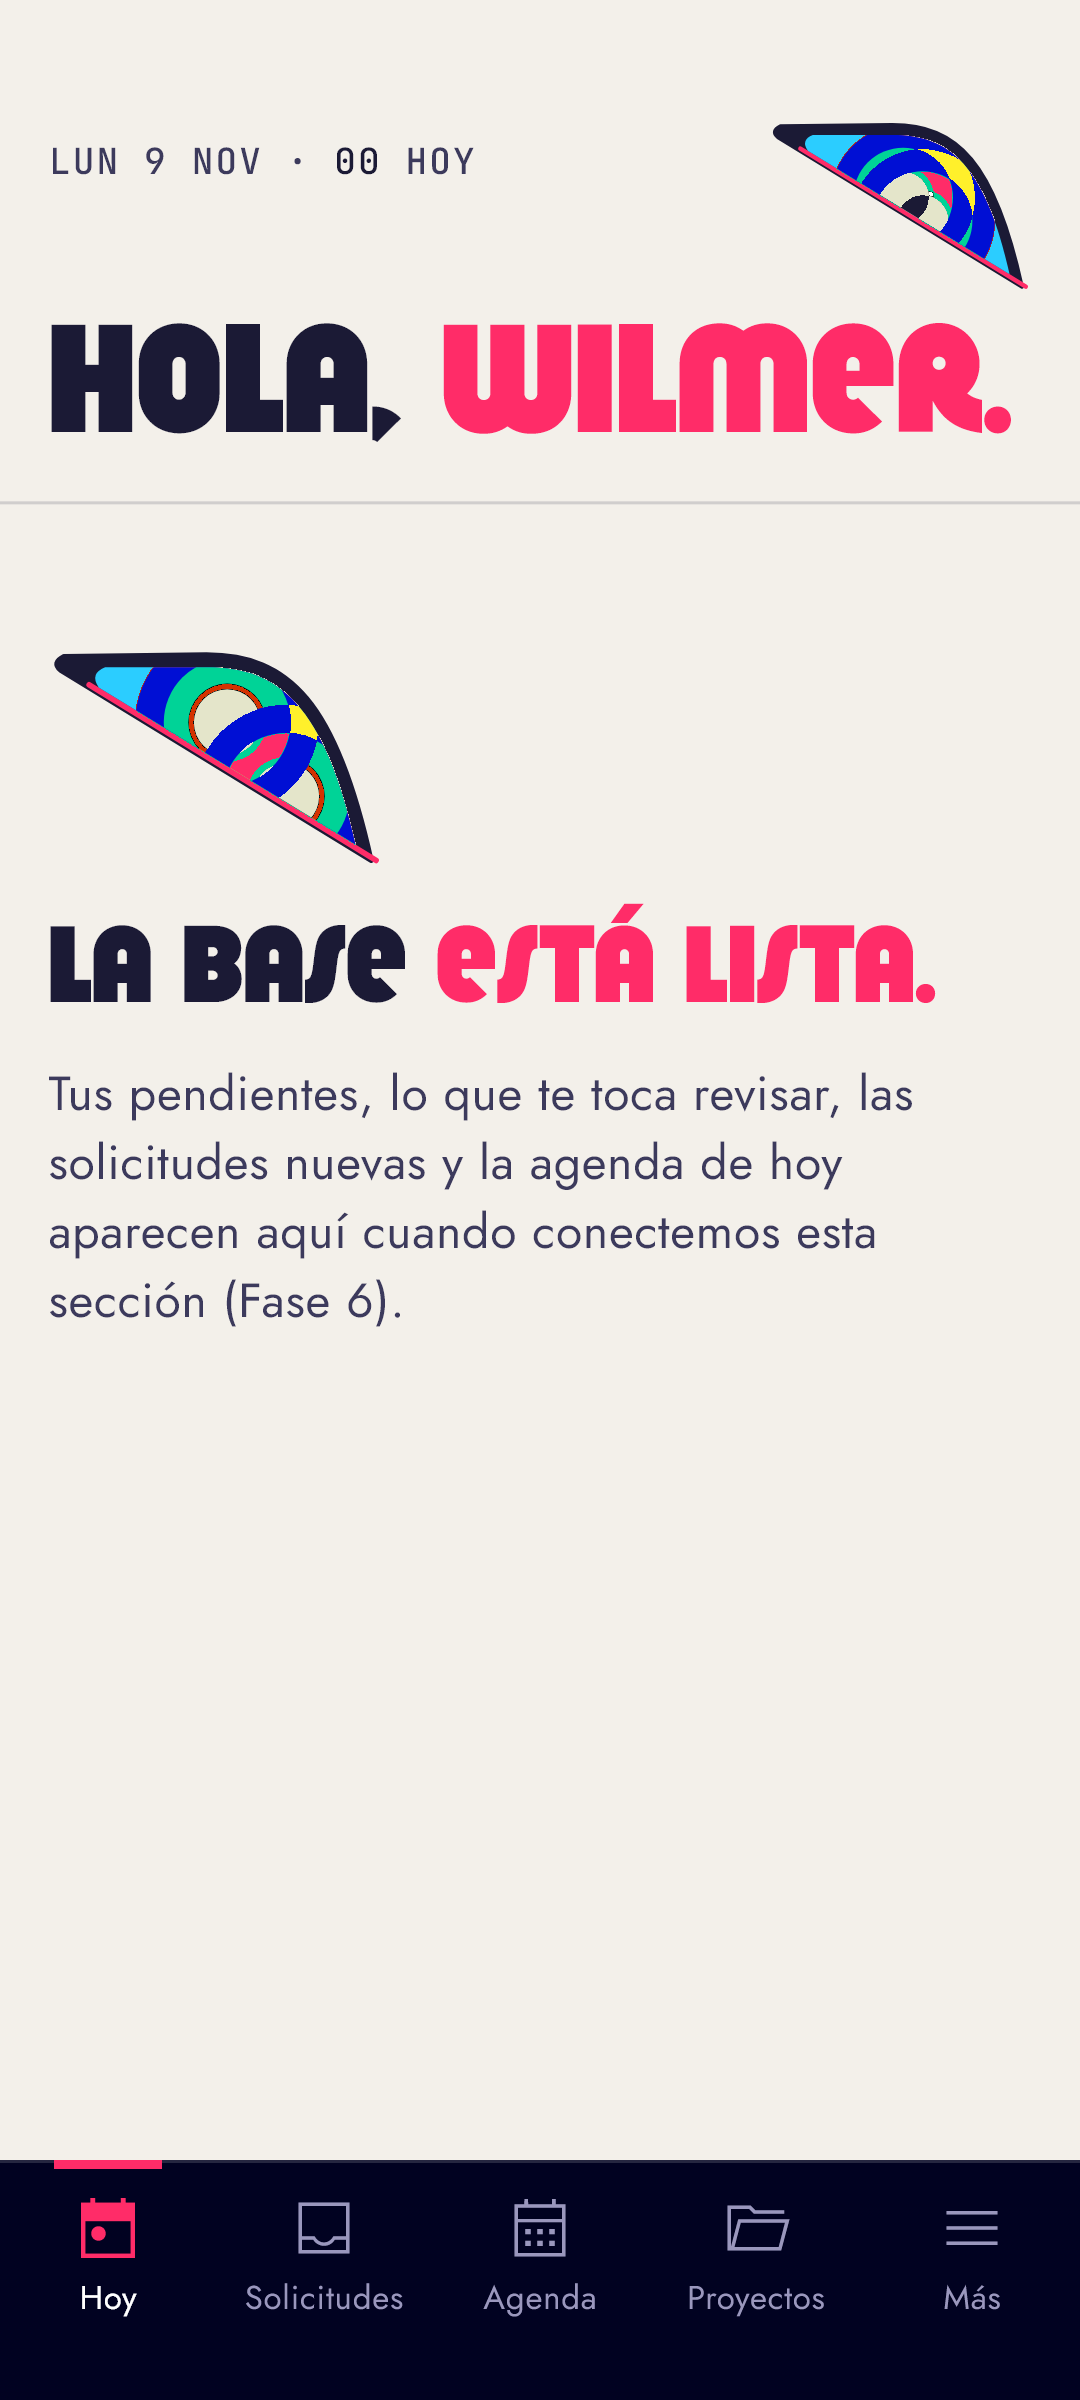 LUN 9 NOV · 00 HOY
HOLA, WILMER.
LA BASE ESTÁ LISTA.
Tus pendientes, lo que te toca revisar, las
solicitudes nuevas y la agenda de hoy
aparecen aquí cuando conectemos esta
sección (Fase 6).
Hoy
Solicitudes
Agenda
Proyectos
Más